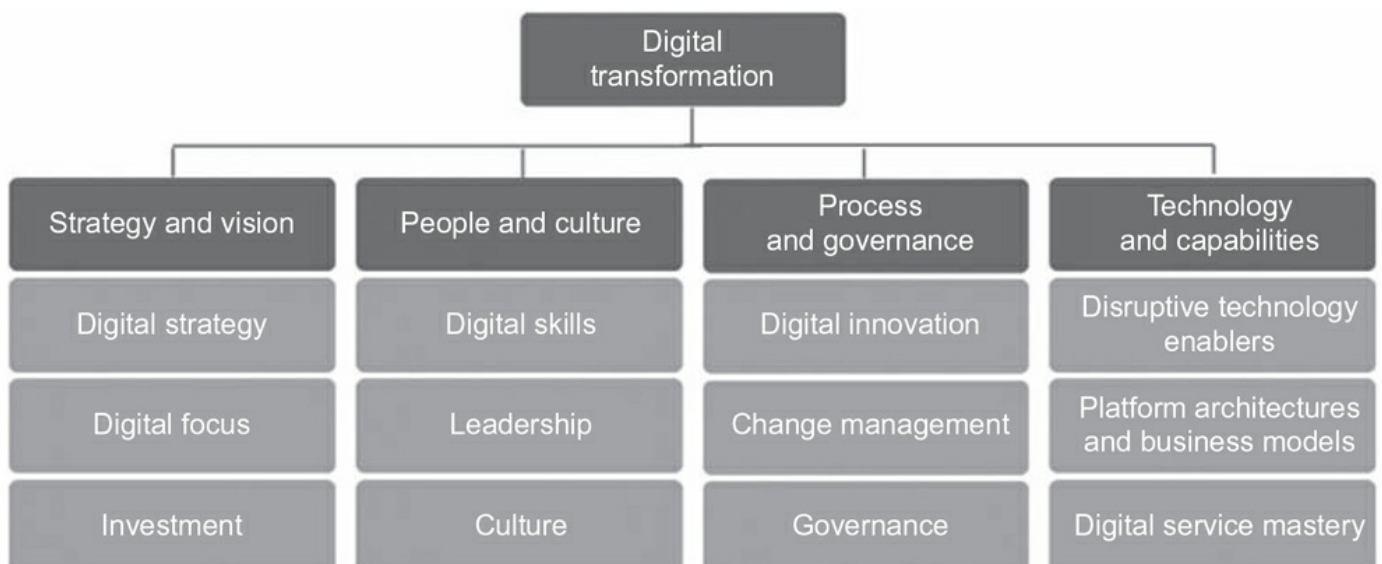 Digital
transformation
Strategy and vision
People and culture
Process
and governance
Technology
and capabilities
Digital strategy
Digital skills
Digital innovation
Disruptive technology
enablers
Digital focus
Leadership
Change management
Platform architectures
and business models
Investment
Culture
Governance
Digital service mastery